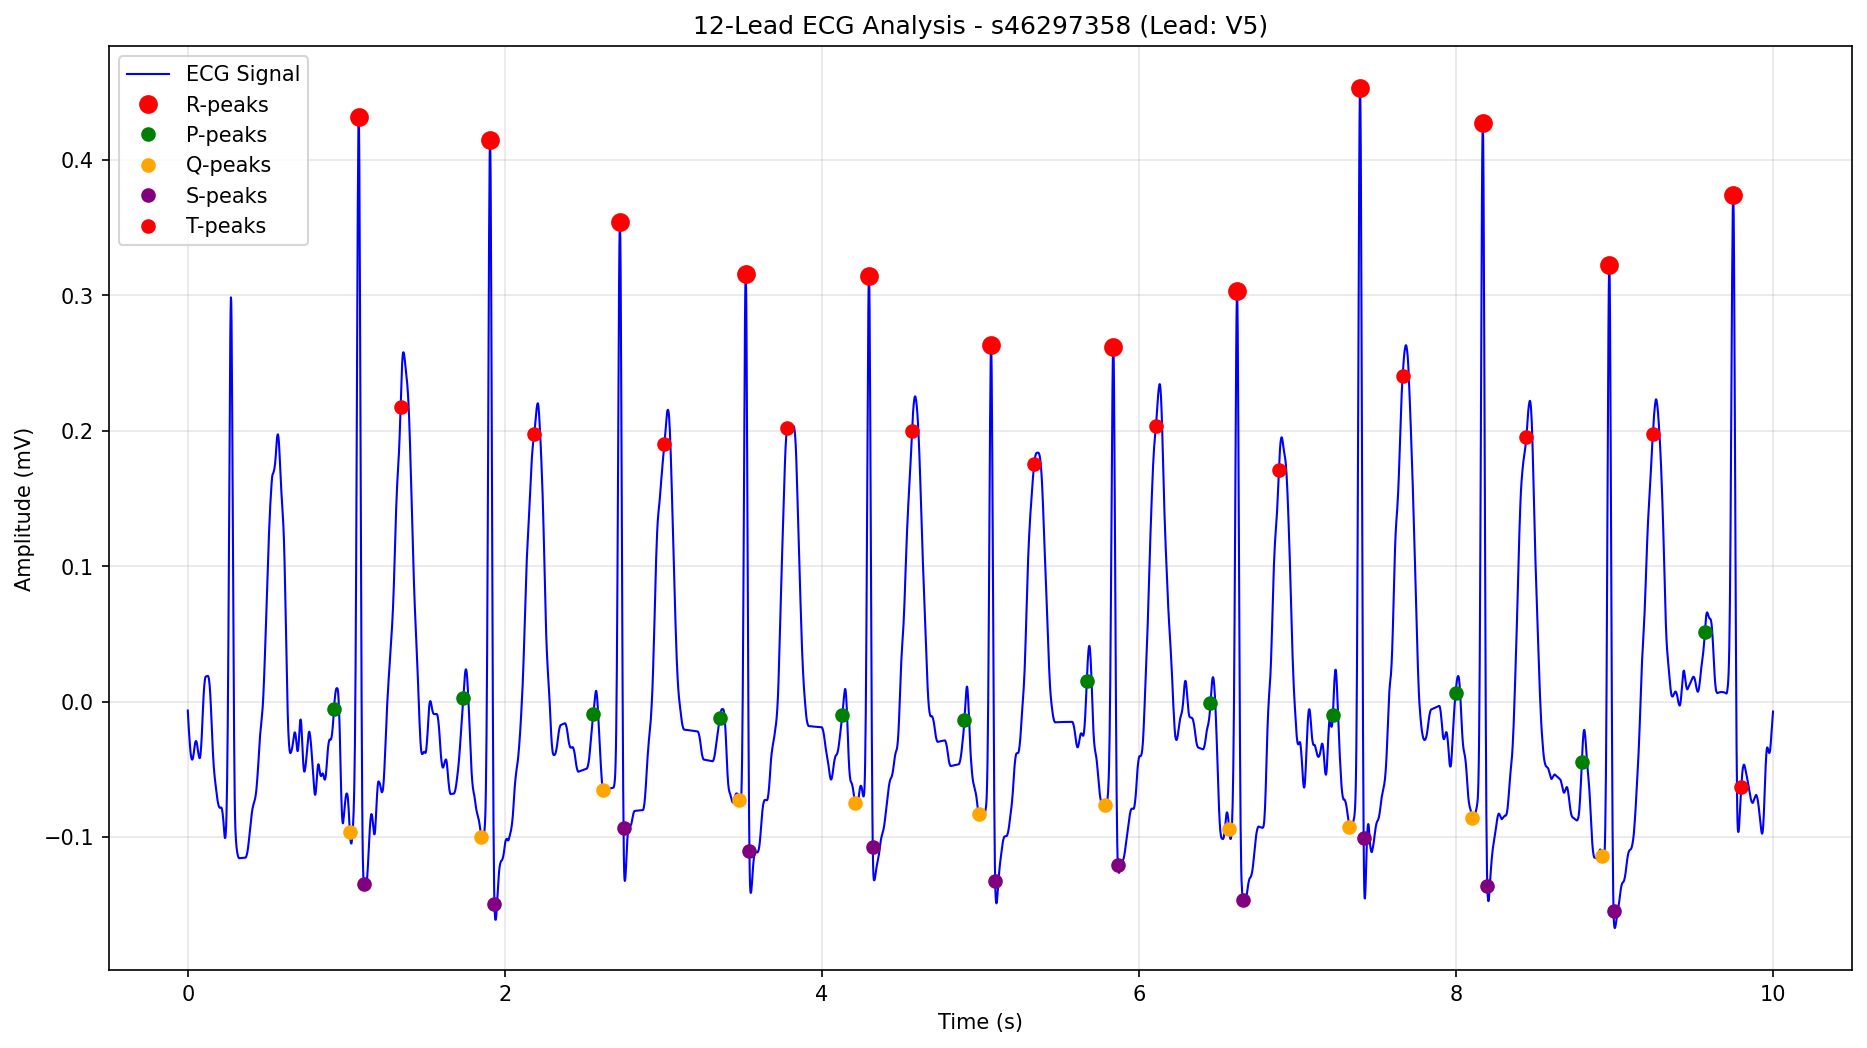 12-Lead ECG Analysis - s46297358 (Lead: V5)
ECG Signal
R-peaks
P-peaks
Q-peaks
S-peaks
T-peaks
Amplitude (mV)
0.4
0.3
0.2
0.1
0.0
−0.1
0 2 4 6 8 10
Time (s)